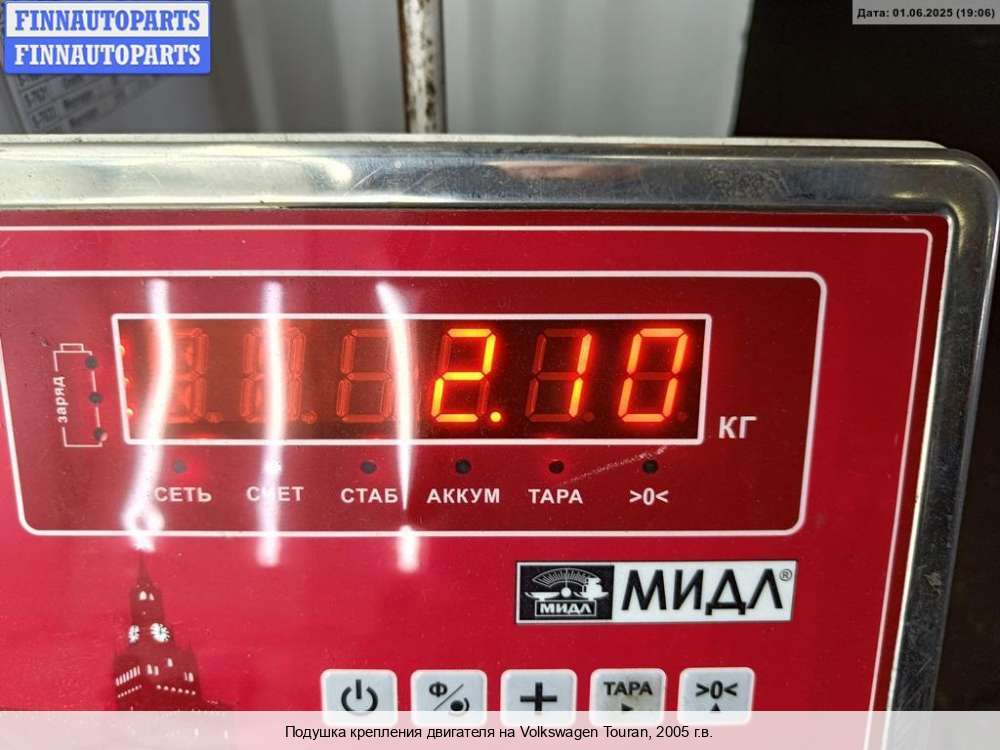 FINNAUTOPARTS
FINNAUTOPARTS
Дата: 01.06.2025 (19:06)
2.10
КГ
заряд
СЕТЬ СЧЕТ СТАБ АККУМ ТАРА >0<
МИДЛ МИДЛ®
Ф ТАРА >0<
Подушка крепления двигателя на Volkswagen Touran, 2005 г.в.